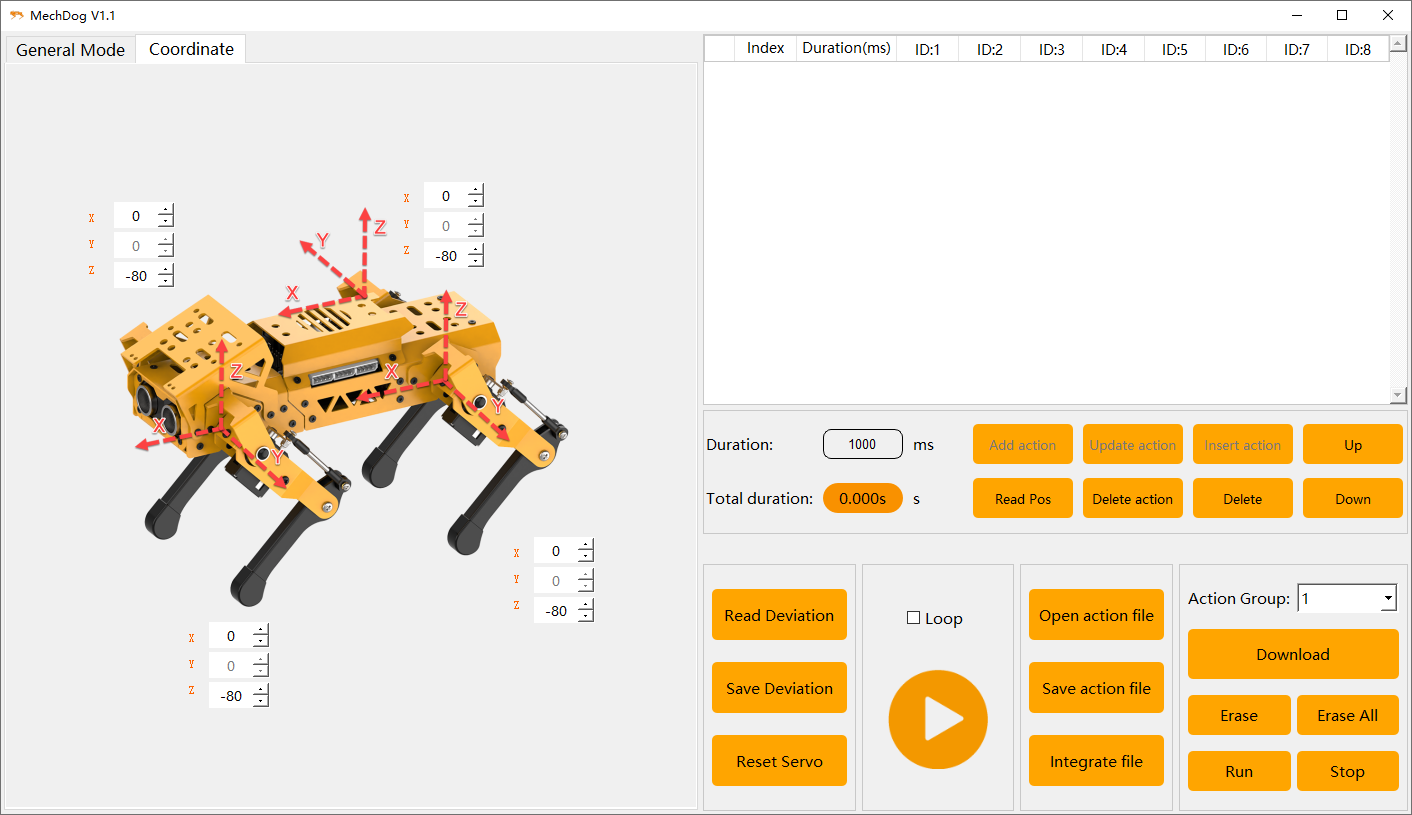 MechDog V1.1
General Mode Coordinate
X 0
Y 0
Z -80
X 0
Y 0
Z -80
Z
Y
X
Z
X
Y
Z
X
Y
X 0
Y 0
Z -80
X 0
Y 0
Z -80
Index Duration(ms) ID:1 ID:2 ID:3 ID:4 ID:5 ID:6 ID:7 ID:8
Duration: 1000 ms Add action Update action Insert action Up
Total duration: 0.000s s Read Pos Delete action Delete Down
Read Deviation
Save Deviation
Reset Servo
Loop
Open action file
Save action file
Integrate file
Action Group: 1
Download
Erase Erase All
Run Stop